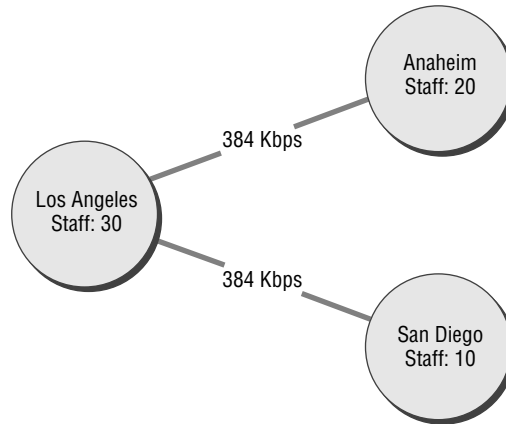 Anaheim
Staff: 20
384 Kbps
Los Angeles
Staff: 30
384 Kbps
San Diego
Staff: 10